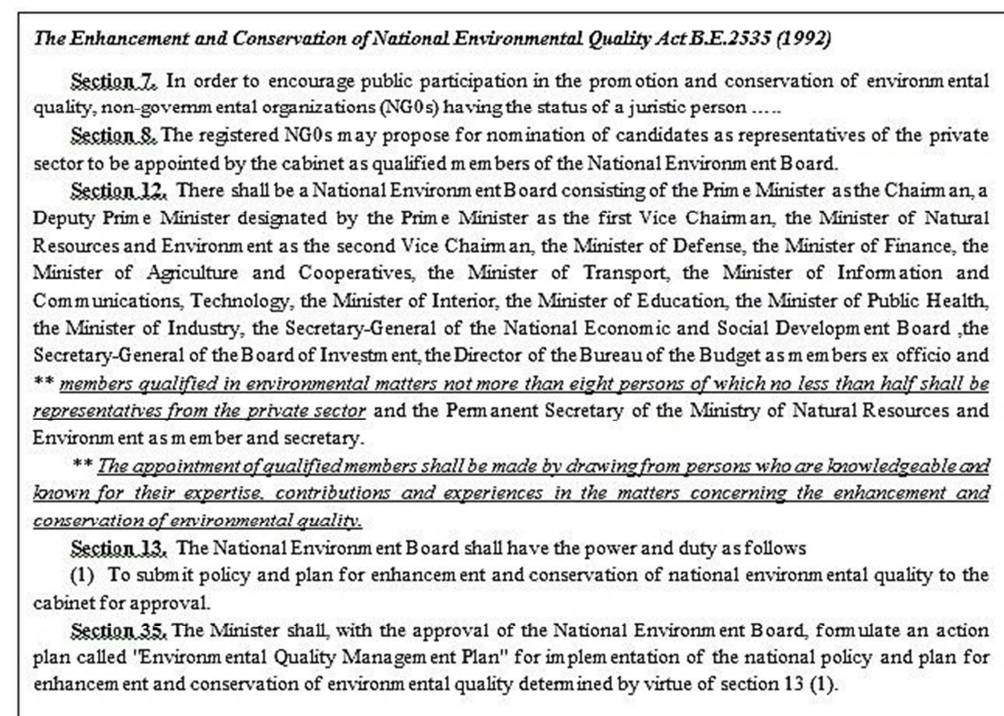 The Enhancement and Conservation of National Environmental Quality Act B.E.2535 (1992)
Section 7. In order to encourage public participation in the promotion and conservation of environmental
quality, non-governmental organizations (NG0s) having the status of a juristic person …..
Section 8. The registered NG0s may propose for nomination of candidates as representatives of the private
sector to be appointed by the cabinet as qualified members of the National Environment Board.
Section 12. There shall be a National Environment Board consisting of the Prime Minister as the Chairman, a
Deputy Prime Minister designated by the Prime Minister as the first Vice Chairman, the Minister of Natural
Resources and Environment as the second Vice Chairman, the Minister of Defense, the Minister of Finance, the
Minister of Agriculture and Cooperatives, the Minister of Transport, the Minister of Information and
Communications, Technology, the Minister of Interior, the Minister of Education, the Minister of Public Health,
the Minister of Industry, the Secretary-General of the National Economic and Social Development Board ,the
Secretary-General of the Board of Investment, the Director of the Bureau of the Budget as members ex officio and
** members qualified in environmental matters not more than eight persons of which no less than half shall be
representatives from the private sector and the Permanent Secretary of the Ministry of Natural Resources and
Environment as member and secretary.
** The appointment of qualified members shall be made by drawing from persons who are knowledgeable and
known for their expertise, contributions and experiences in the matters concerning the enhancement and
conservation of environmental quality.
Section 13. The National Environment Board shall have the power and duty as follows
(1) To submit policy and plan for enhancement and conservation of national environmental quality to the
cabinet for approval.
Section 35. The Minister shall, with the approval of the National Environment Board, formulate an action
plan called "Environmental Quality Management Plan" for implementation of the national policy and plan for
enhancement and conservation of environmental quality determined by virtue of section 13 (1).